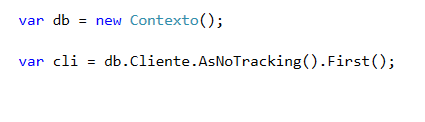 var db = new Contexto();
var cli = db.Cliente.AsNoTracking().First();